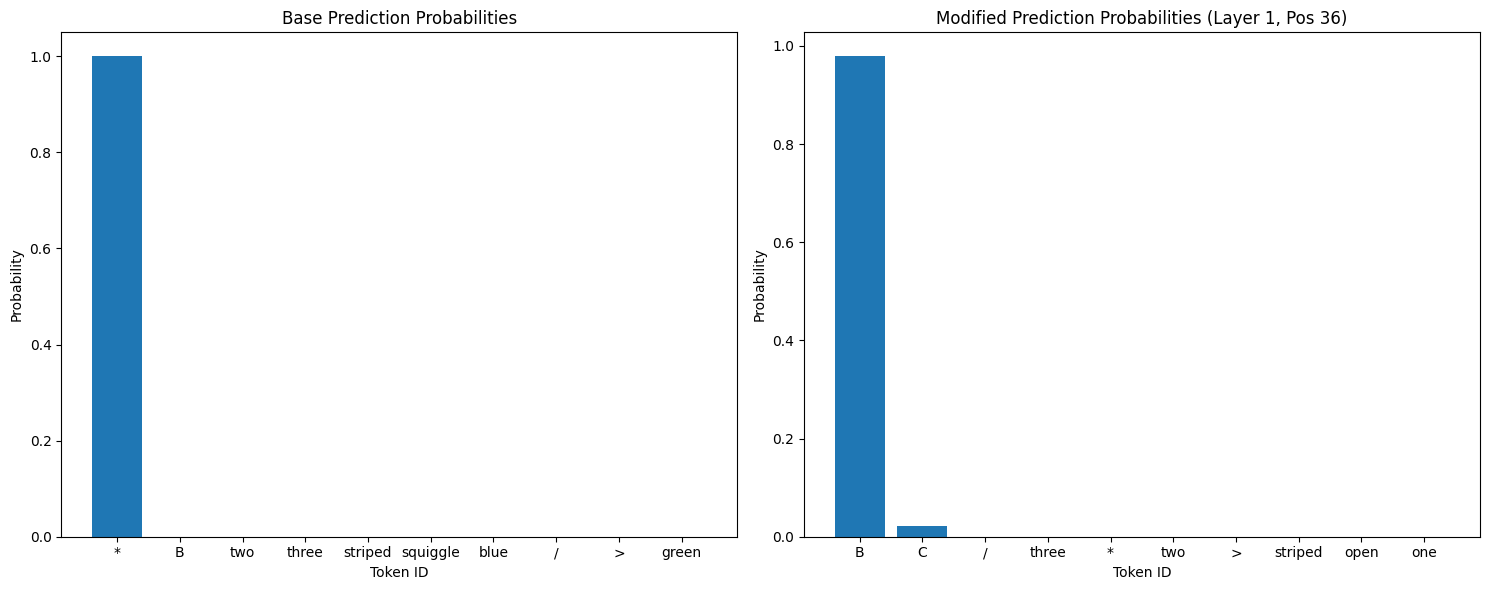 Base Prediction Probabilities
Probability
1.0
0.8
0.6
0.4
0.2
0.0
* B two three striped squiggle blue / > green
Token ID
Modified Prediction Probabilities (Layer 1, Pos 36)
Probability
1.0
0.8
0.6
0.4
0.2
0.0
B C / three * two > striped open one
Token ID